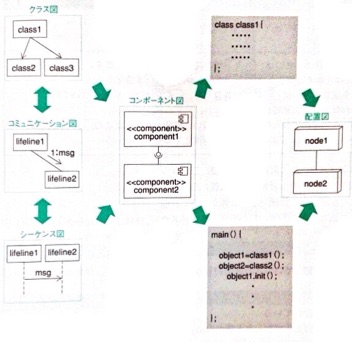 クラス図
class1
class2 class3
コミュニケーション図
lifeline1
1:msg
lifeline2
シーケンス図
lifeline1 lifeline2
msg
コンポーネント図
<<component>>
component1
<<component>>
component2
class class1 {
.....
.....
.....
};
main() {
object1=class1 ();
object2=class2 ();
object1.init ();
.
.
.
};
配置図
node1
node2